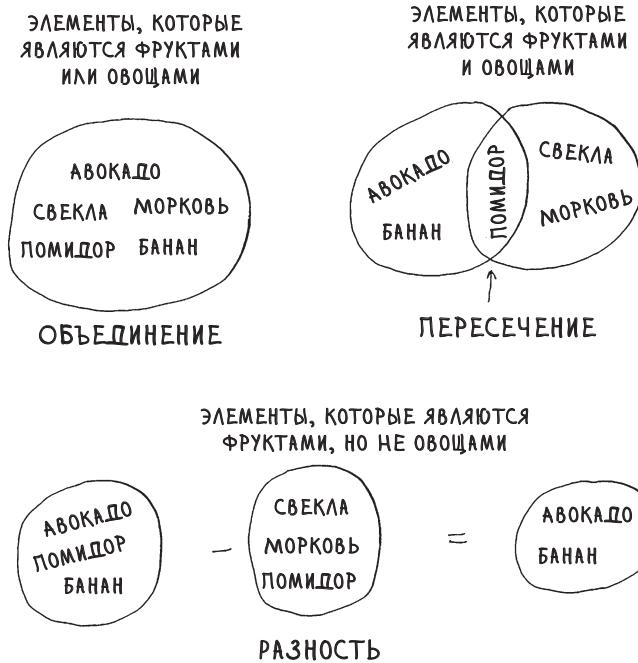 ЭЛЕМЕНТЫ, КОТОРЫЕ
ЯВЛЯЮТСЯ ФРУКТАМИ
ИЛИ ОВОЩАМИ
АВОКАДО
СВЕКЛА МОРКОВЬ
ПОМИДОР БАНАН
ОБЪЕДИНЕНИЕ
ЭЛЕМЕНТЫ, КОТОРЫЕ
ЯВЛЯЮТСЯ ФРУКТАМИ
И ОВОЩАМИ
АВОКАДО
БАНАН
ПОМИДОР
СВЕКЛА
МОРКОВЬ
ПЕРЕСЕЧЕНИЕ
ЭЛЕМЕНТЫ, КОТОРЫЕ ЯВЛЯЮТСЯ
ФРУКТАМИ, НО НЕ ОВОЩАМИ
АВОКАДО
ПОМИДОР
БАНАН
–
СВЕКЛА
МОРКОВЬ
ПОМИДОР
=
АВОКАДО
БАНАН
РАЗНОСТЬ